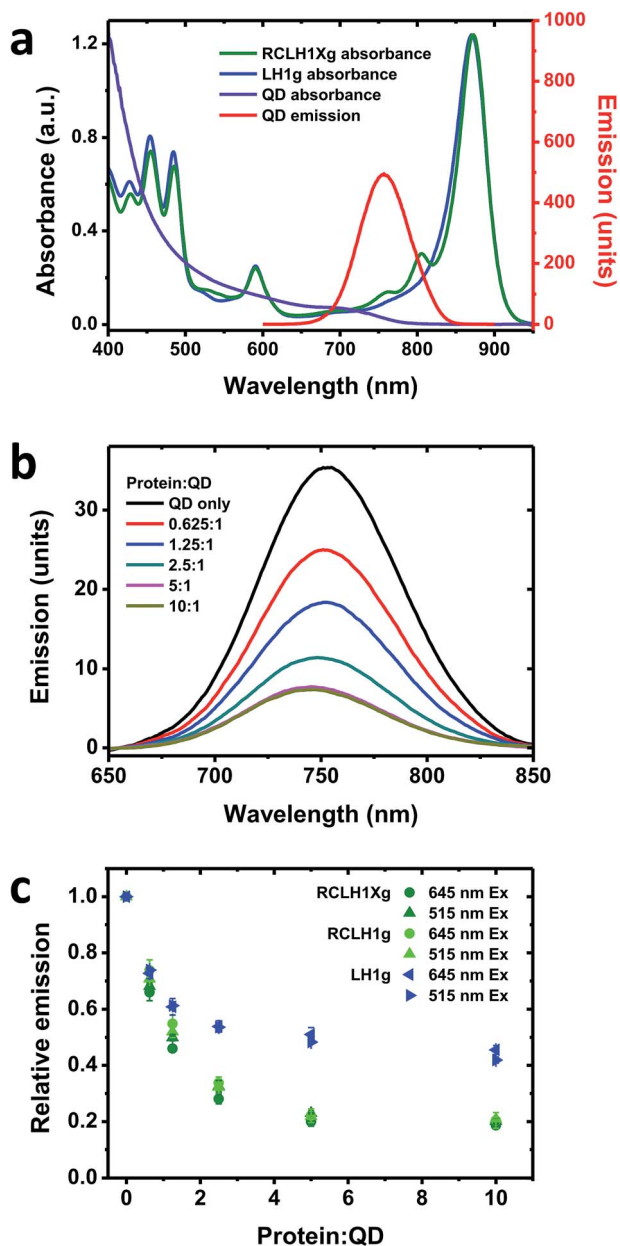 a
RCLH1Xg absorbance
LH1g absorbance
QD absorbance
QD emission
Absorbance (a.u.)
1.2
0.8
0.4
0.0
1000
800
600
400
200
0
Emission (units)
400 500 600 700 800 900
Wavelength (nm)
b
Protein:QD
QD only
0.625:1
1.25:1
2.5:1
5:1
10:1
Emission (units)
30
20
10
0
650 700 750 800 850
Wavelength (nm)
c
RCLH1Xg 645 nm Ex
515 nm Ex
RCLH1g 645 nm Ex
515 nm Ex
LH1g 645 nm Ex
515 nm Ex
Relative emission
1.0
0.8
0.6
0.4
0.2
0.0
0 2 4 6 8 10
Protein:QD